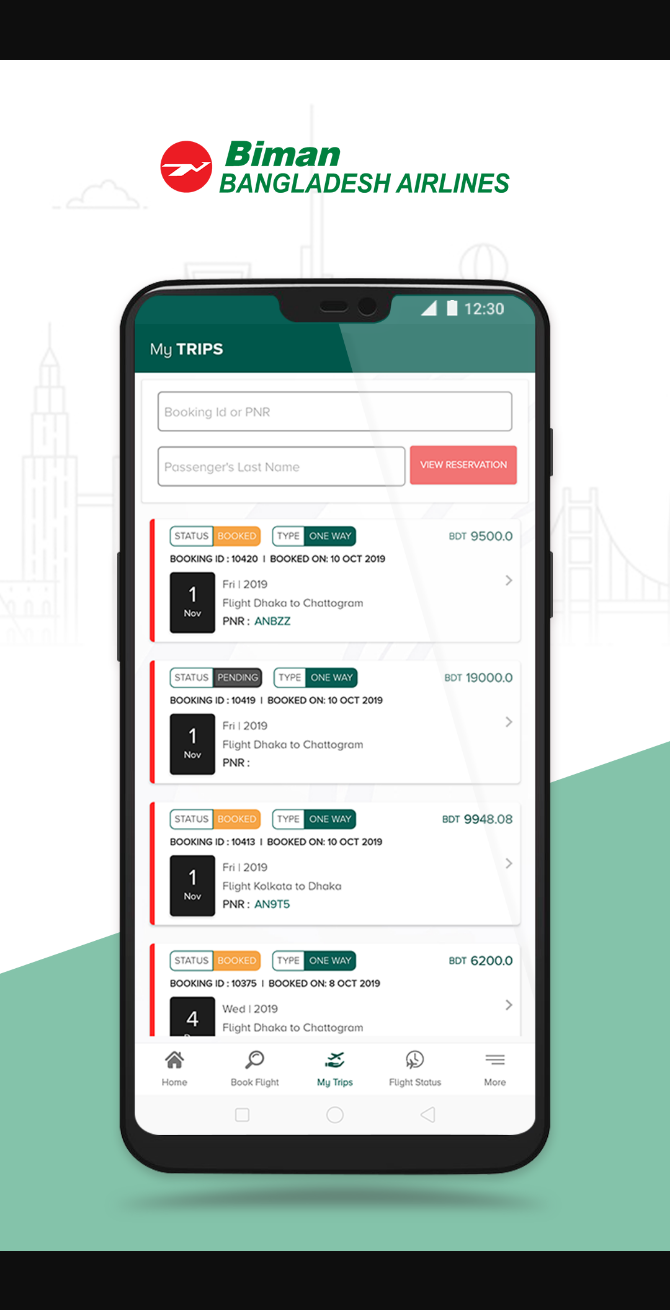 Biman
BANGLADESH AIRLINES
12:30
My TRIPS
Booking Id or PNR
Passenger's Last Name
VIEW RESERVATION
STATUS BOOKED TYPE ONE WAY BDT 9500.0
BOOKING ID : 10420 I BOOKED ON: 10 OCT 2019
1
Nov
Fri | 2019
Flight Dhaka to Chattogram
PNR : ANBZZ
STATUS PENDING TYPE ONE WAY BDT 19000.0
BOOKING ID : 10419 I BOOKED ON: 10 OCT 2019
1
Nov
Fri | 2019
Flight Dhaka to Chattogram
PNR :
STATUS BOOKED TYPE ONE WAY BDT 9948.08
BOOKING ID : 10413 I BOOKED ON: 10 OCT 2019
1
Nov
Fri | 2019
Flight Kolkata to Dhaka
PNR : AN9T5
STATUS BOOKED TYPE ONE WAY BDT 6200.0
BOOKING ID : 10375 I BOOKED ON: 8 OCT 2019
4
Wed | 2019
Flight Dhaka to Chattogram
Home Book Flight My Trips Flight Status More